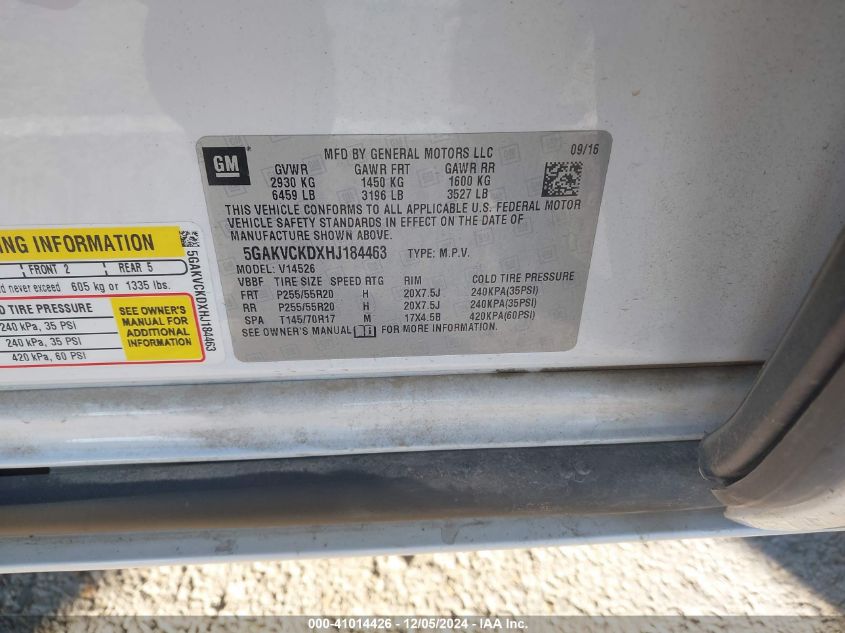 GM
MFD BY GENERAL MOTORS LLC
09/16
GVWR GAWR FRT GAWR RR
2930 KG 1450 KG 1600 KG
6459 LB 3196 LB 3527 LB
THIS VEHICLE CONFORMS TO ALL APPLICABLE U.S. FEDERAL MOTOR
VEHICLE SAFETY STANDARDS IN EFFECT ON THE DATE OF
MANUFACTURE SHOWN ABOVE.
5GAKVCKDXHJ184463 TYPE: M.P.V.
MODEL: V14526
VBBF TIRE SIZE SPEED RTG RIM COLD TIRE PRESSURE
FRT P255/55R20 H 20X7.5J 240KPA(35PSI)
RR P255/55R20 H 20X7.5J 240KPA(35PSI)
SPA T145/70R17 M 17X4.5B 420KPA(60PSI)
SEE OWNER'S MANUAL FOR MORE INFORMATION.
ING INFORMATION
FRONT 2 REAR 5
d never exceed 605 kg or 1335 lbs.
OLD TIRE PRESSURE
240 kPa, 35 PSI
240 kPa, 35 PSI
420 kPa, 60 PSI
SEE OWNER'S
MANUAL FOR
ADDITIONAL
INFORMATION
5GAKVCKDXHJ184463
000-41014426 - 12/05/2024 - 12/IAA, Inc.